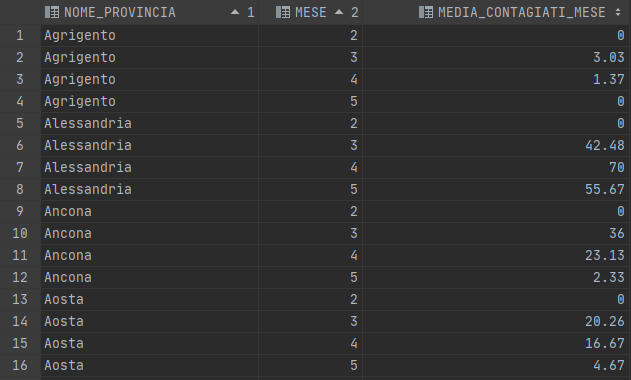 NOME_PROVINCIA 1 MESE 2 MEDIA_CONTAGIATI_MESE
1 Agrigento 2 0
2 Agrigento 3 3.03
3 Agrigento 4 1.37
4 Agrigento 5 0
5 Alessandria 2 0
6 Alessandria 3 42.48
7 Alessandria 4 70
8 Alessandria 5 55.67
9 Ancona 2 0
10 Ancona 3 36
11 Ancona 4 23.13
12 Ancona 5 2.33
13 Aosta 2 0
14 Aosta 3 20.26
15 Aosta 4 16.67
16 Aosta 5 4.67